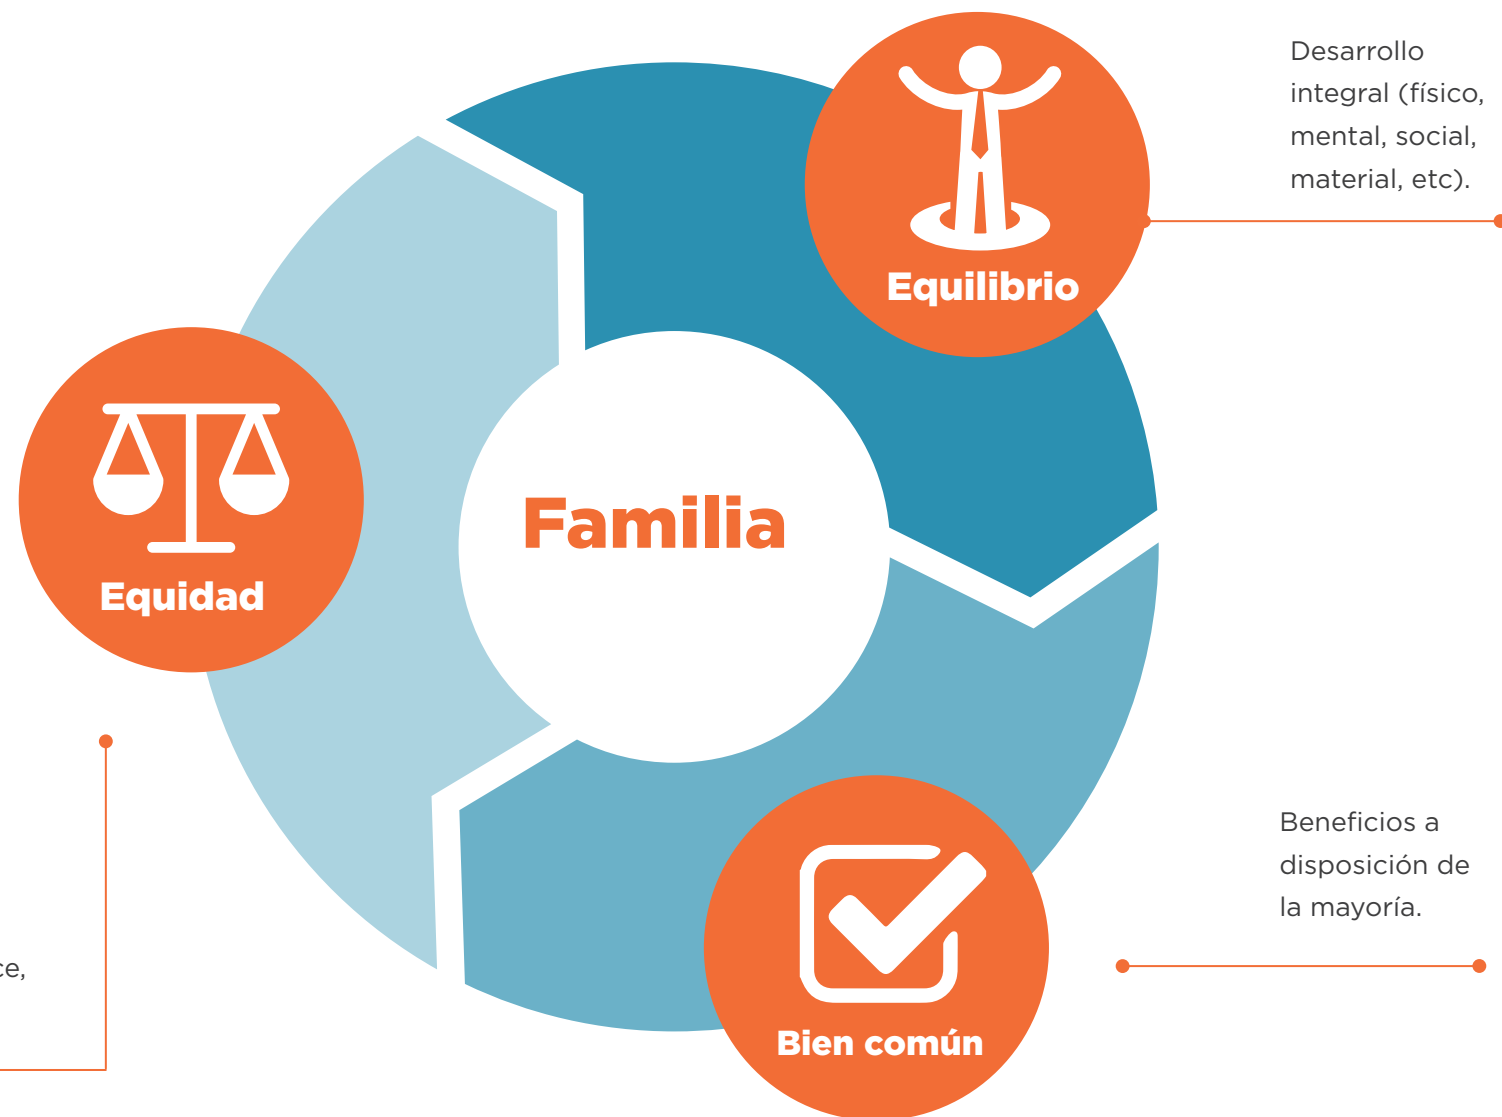 Desarrollo
integral (físico,
mental, social,
material, etc).
Equilibrio
Familia
Equidad
Beneficios a
disposición de
la mayoría.
Bien común